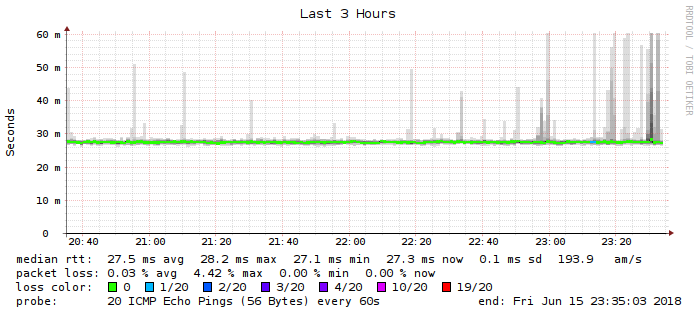 Last 3 Hours
RRDTOOL / TOBI OETIKER
Seconds
60 m
50 m
40 m
30 m
20 m
10 m
0
20:40 21:00 21:20 21:40 22:00 22:20 22:40 23:00 23:20
median rtt: 27.5 ms avg 28.2 ms max 27.1 ms min 27.3 ms now 0.1 ms sd 193.9 am/s
packet loss: 0.03 % avg 4.42 % max 0.00 % min 0.00 % now
loss color: 0 1/20 2/20 3/20 4/20 10/20 19/20
probe: 20 ICMP Echo Pings (56 Bytes) every 60s end: Fri Jun 15 23:35:03 2018